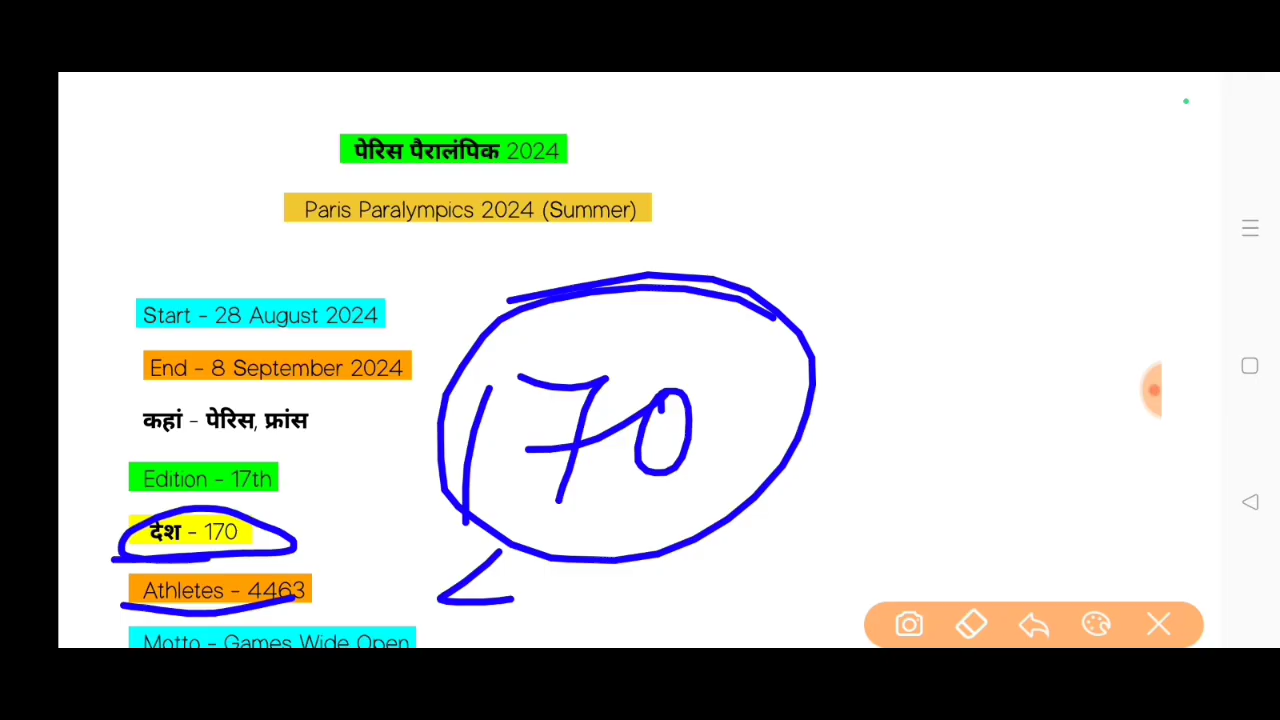 पेरिस पैरालंपिक 2024
Paris Paralympics 2024 (Summer)
Start - 28 August 2024
End - 8 September 2024
कहां - पेरिस, फ्रांस
170
Edition - 17th
देश - 170
Athletes - 4463
Motto - Games Wide Open